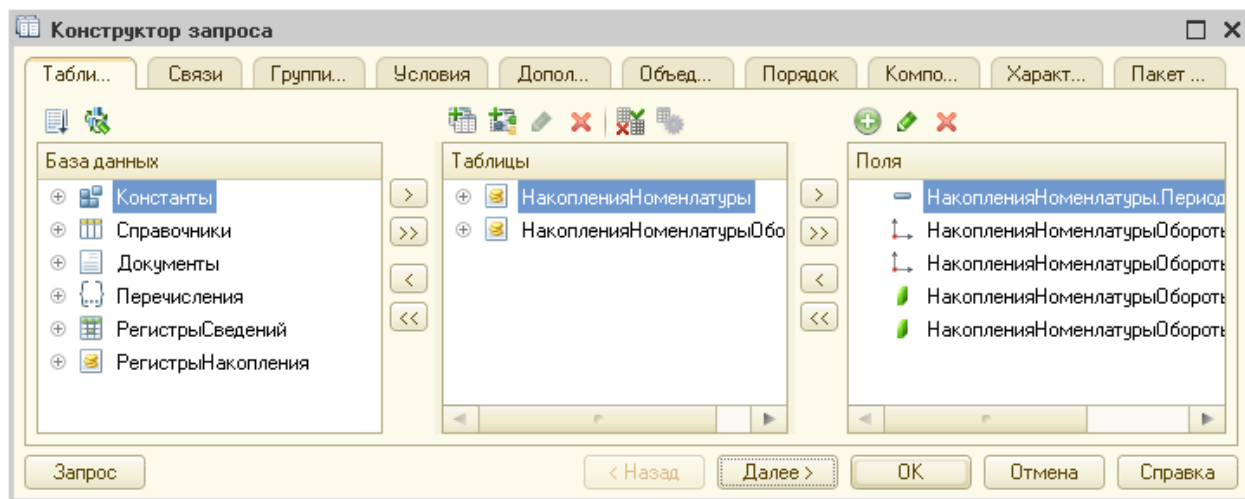 Конструктор запроса
Табли... Связи Группи... Условия Допол... Объед... Порядок Компо... Характ... Пакет ...
База данных
Константы
Справочники
Документы
Перечисления
РегистрыСведений
РегистрыНакопления
> >> < <<
Таблицы
НакопленияНоменлатуры
НакопленияНоменлатурыОбо
> >> < <<
Поля
НакопленияНоменлатуры.Период
НакопленияНоменлатурыОбороты
НакопленияНоменлатурыОбороты
НакопленияНоменлатурыОбороты
НакопленияНоменлатурыОбороты
Запрос < Назад Далее > ОК Отмена Справка